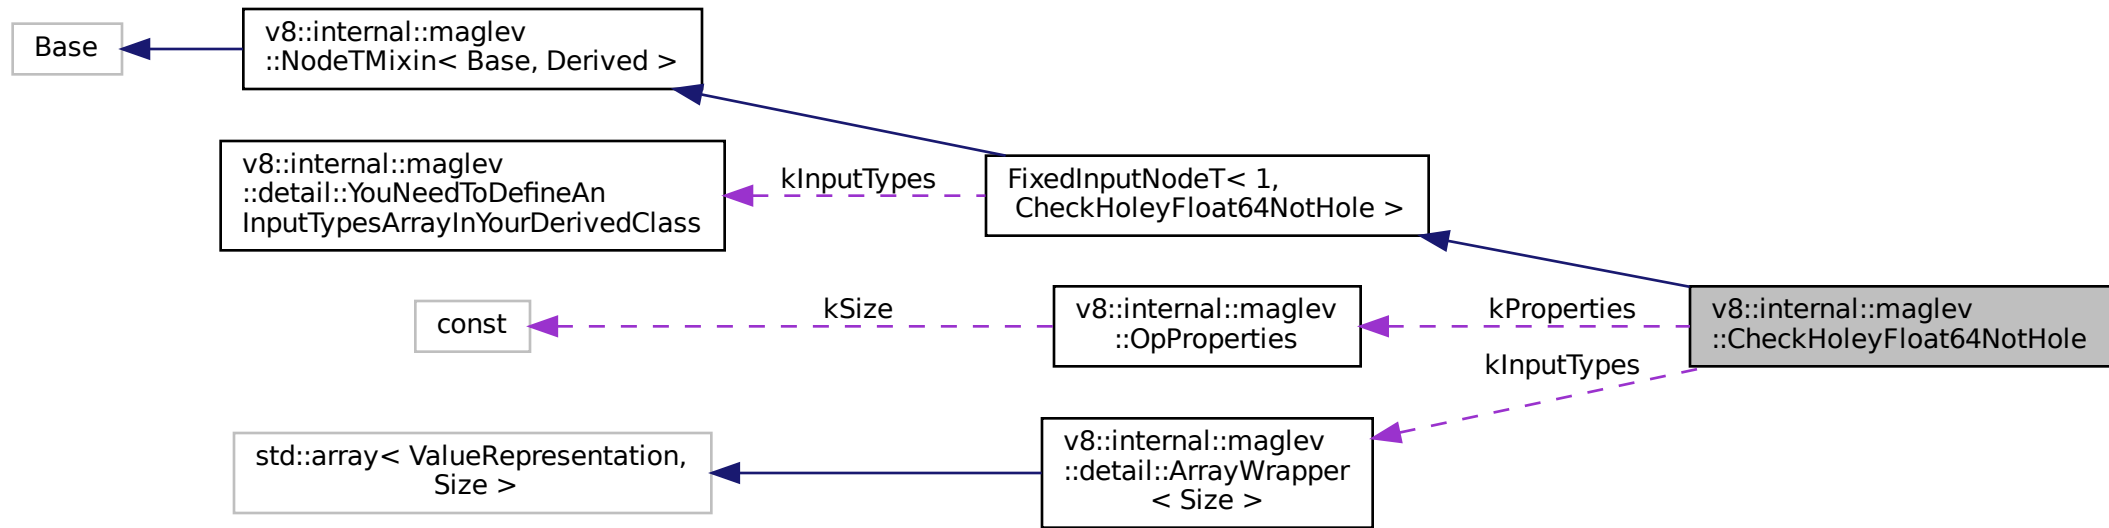 Base
v8::internal::maglev
::NodeTMixin< Base, Derived >
v8::internal::maglev
::detail::YouNeedToDefineAn
InputTypesArrayInYourDerivedClass
kInputTypes
FixedInputNodeT< 1,
CheckHoleyFloat64NotHole >
const
kSize
v8::internal::maglev
::OpProperties
kProperties
v8::internal::maglev
::CheckHoleyFloat64NotHole
kInputTypes
std::array< ValueRepresentation,
Size >
v8::internal::maglev
::detail::ArrayWrapper
< Size >